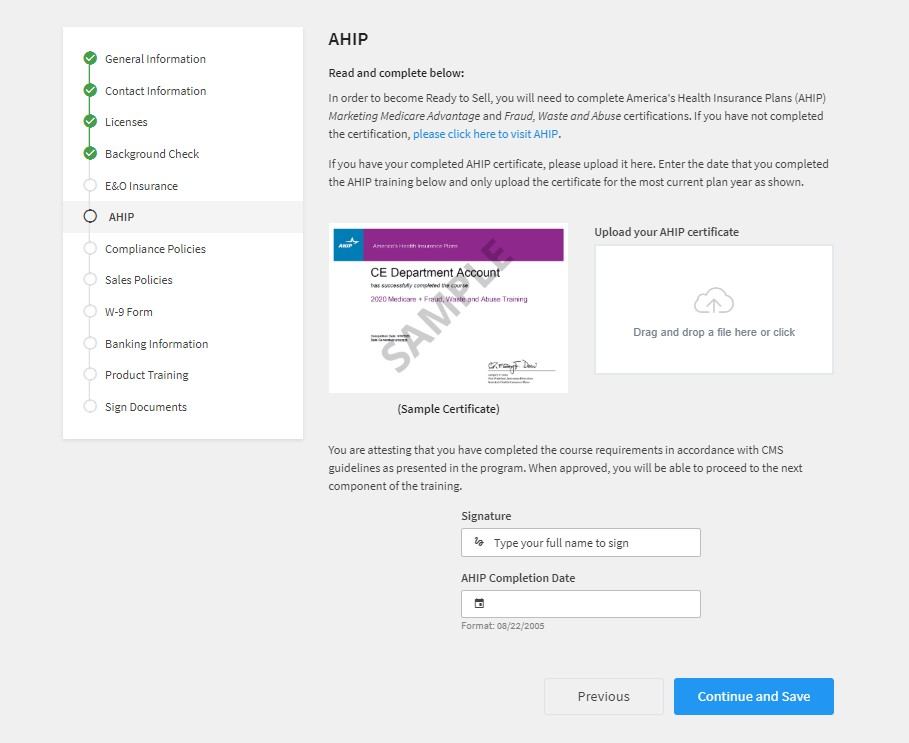 General Information
Contact Information
Licenses
Background Check
E&O Insurance
AHIP
Compliance Policies
Sales Policies
W-9 Form
Banking Information
Product Training
Sign Documents
AHIP
Read and complete below:
In order to become Ready to Sell, you will need to complete America's Health Insurance Plans (AHIP)
Marketing Medicare Advantage and Fraud, Waste and Abuse certifications. If you have not completed
the certification, please click here to visit AHIP.
If you have your completed AHIP certificate, please upload it here. Enter the date that you completed
the AHIP training below and only upload the certificate for the most current plan year as shown.
AHIP
America's Health Insurance Plans
CE Department Account
has successfully completed the course
2020 Medicare + Fraud, Waste and Abuse Training
SAMPLE
(Sample Certificate)
Upload your AHIP certificate
Drag and drop a file here or click
You are attesting that you have completed the course requirements in accordance with CMS
guidelines as presented in the program. When approved, you will be able to proceed to the next
component of the training.
Signature
Type your full name to sign
AHIP Completion Date
Format: 08/22/2005
Previous
Continue and Save